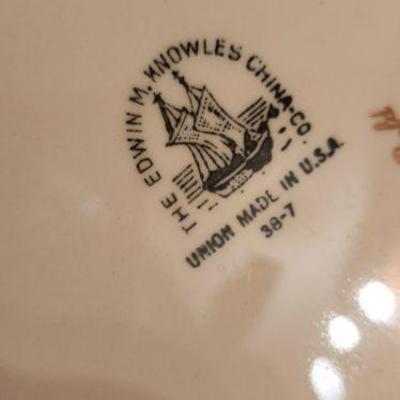 THE EDWIN M. KNOWLES CHINA CO.
UNION MADE IN U.S.A.
38-7